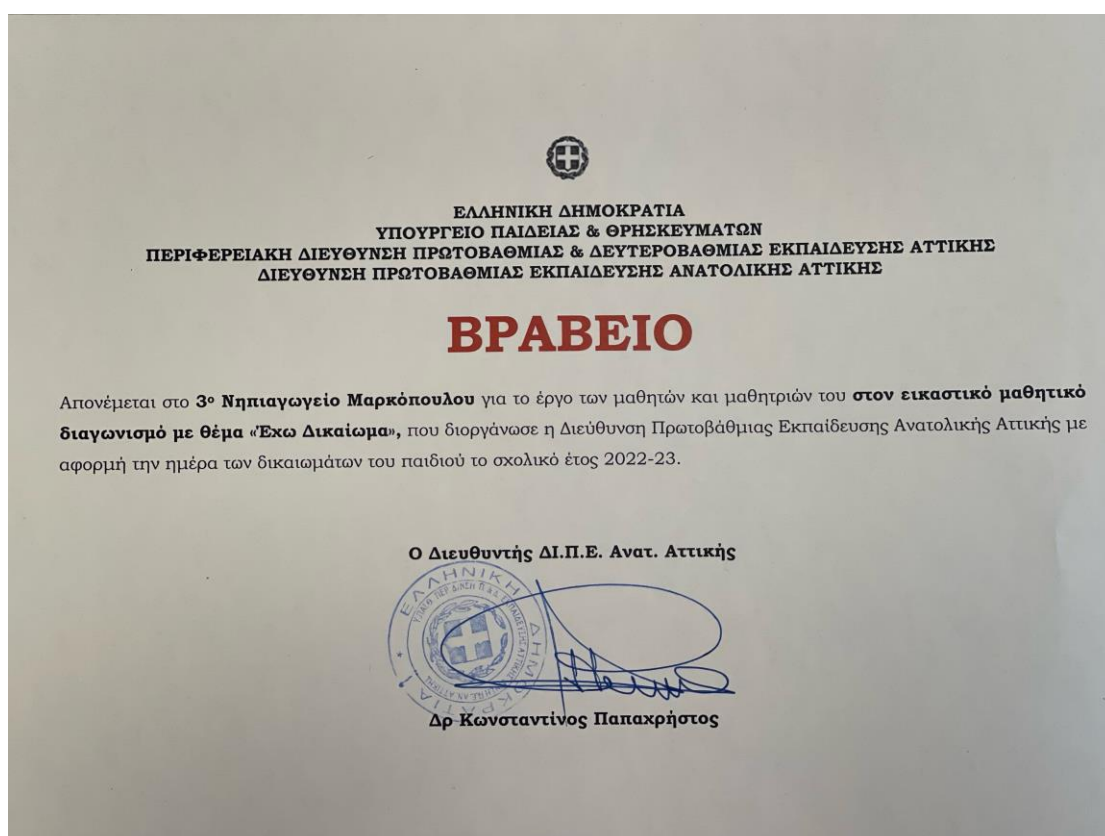 ΕΛΛΗΝΙΚΗ ΔΗΜΟΚΡΑΤΙΑ
ΥΠΟΥΡΓΕΙΟ ΠΑΙΔΕΙΑΣ & ΘΡΗΣΚΕΥΜΑΤΩΝ
ΠΕΡΙΦΕΡΕΙΑΚΗ ΔΙΕΥΘΥΝΣΗ ΠΡΩΤΟΒΑΘΜΙΑΣ & ΔΕΥΤΕΡΟΒΑΘΜΙΑΣ ΕΚΠΑΙΔΕΥΣΗΣ ΑΤΤΙΚΗΣ
ΔΙΕΥΘΥΝΣΗ ΠΡΩΤΟΒΑΘΜΙΑΣ ΕΚΠΑΙΔΕΥΣΗΣ ΑΝΑΤΟΛΙΚΗΣ ΑΤΤΙΚΗΣ
ΒΡΑΒΕΙΟ
Απονέμεται στο 3ο Νηπιαγωγείο Μαρκόπουλου για το έργο των μαθητών και μαθητριών του στον εικαστικό μαθητικό
διαγωνισμό με θέμα «Έχω Δικαίωμα», που διοργάνωσε η Διεύθυνση Πρωτοβάθμιας Εκπαίδευσης Ανατολικής Αττικής με
αφορμή την ημέρα των δικαιωμάτων του παιδιού το σχολικό έτος 2022-23.
Ο Διευθυντής ΔΙ.Π.Ε. Ανατ. Αττικής
ΕΛΛΗΝΙΚΗ ΔΗΜΟΚΡΑΤΙΑ
Δρ Κωνσταντίνος Παπαχρήστος